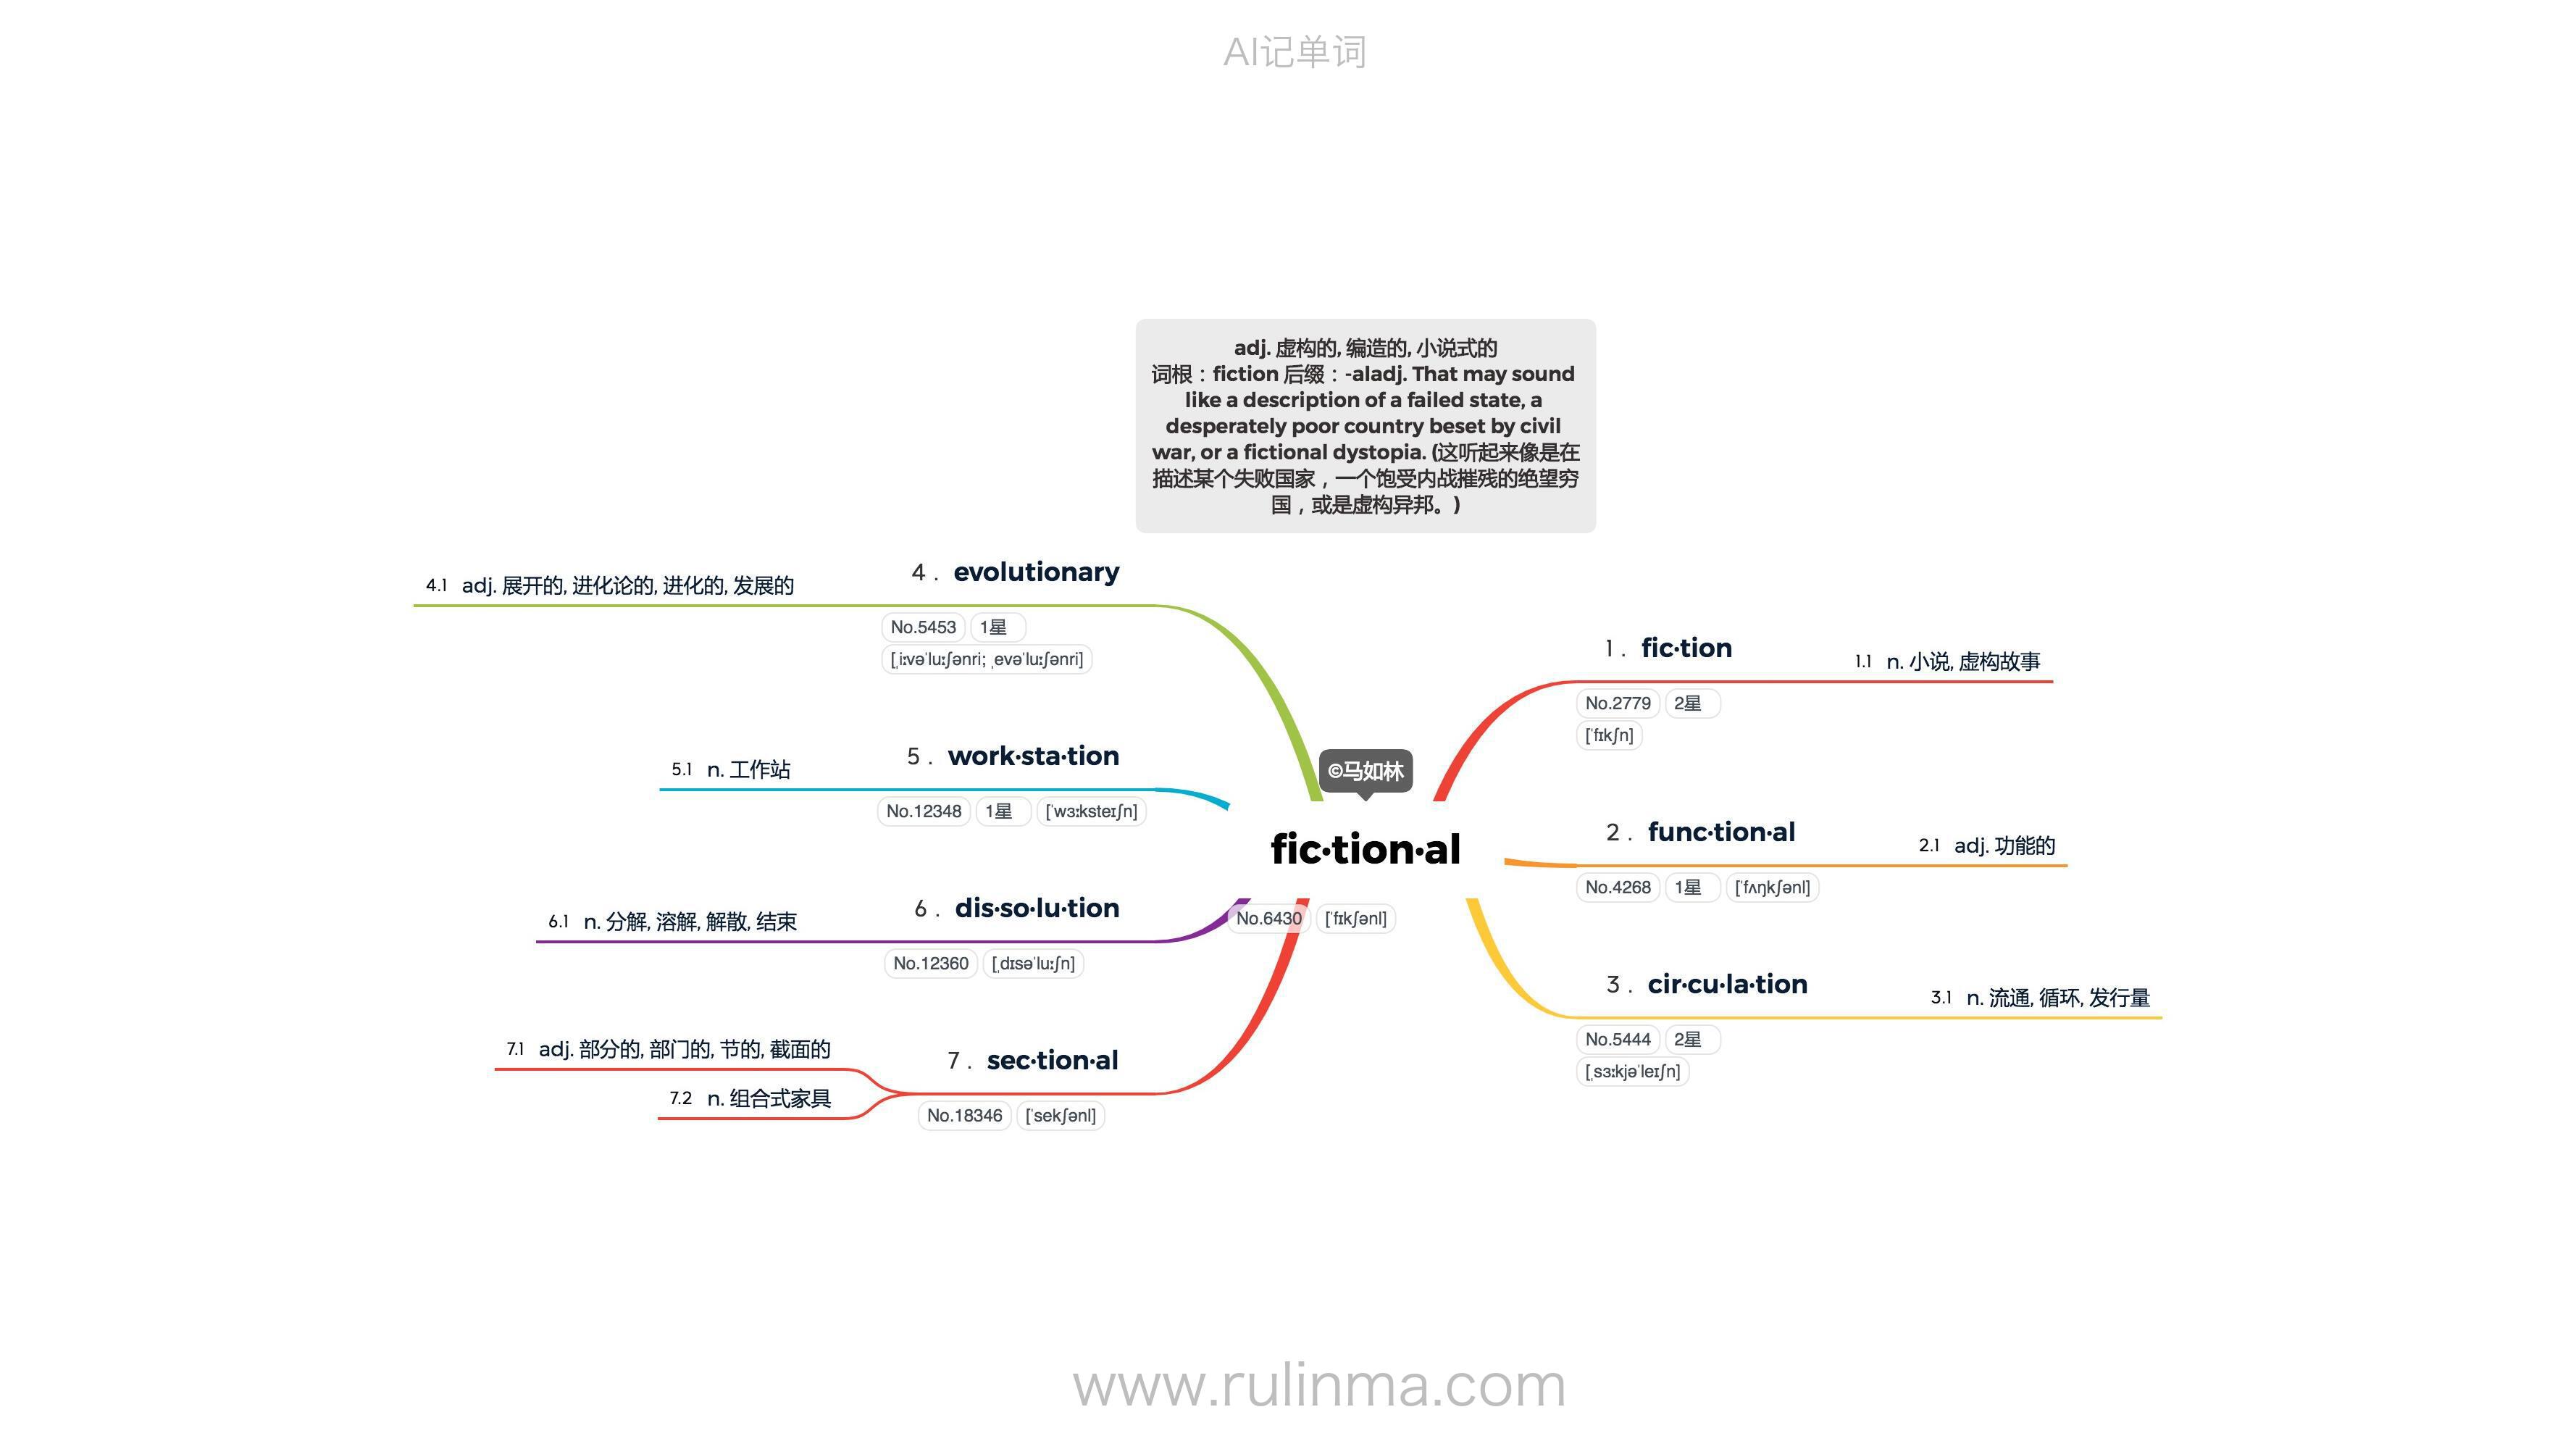 AI记单词
adj. 虚构的, 编造的, 小说式的
词根：fiction 后缀：-aladj. That may sound
like a description of a failed state, a
desperately poor country beset by civil
war, or a fictional dystopia. (这听起来像是在
描述某个失败国家，一个饱受内战摧残的绝望穷
国，或是虚构异邦。)
©马如林
fic·tion·al
No.6430 [ˈfɪkʃənl]
1 . fic·tion
1.1 n. 小说, 虚构故事
No.2779 2星
[ˈfɪkʃn]
2 . func·tion·al
2.1 adj. 功能的
No.4268 1星 [ˈfʌŋkʃənl]
3 . cir·cu·la·tion
3.1 n. 流通, 循环, 发行量
No.5444 2星
[ˌsɜːkjəˈleɪʃn]
4 . evolutionary
4.1 adj. 展开的, 进化论的, 进化的, 发展的
No.5453 1星
[ˌiːvəˈluːʃənri; ˌevəˈluːʃənri]
5 . work·sta·tion
5.1 n. 工作站
No.12348 1星 [ˈwɜːksteɪʃn]
6 . dis·so·lu·tion
6.1 n. 分解, 溶解, 解散, 结束
No.12360 [ˌdɪsəˈluːʃn]
7 . sec·tion·al
7.1 adj. 部分的, 部门的, 节的, 截面的
7.2 n. 组合式家具
No.18346 [ˈsekʃənl]
www.rulinma.com